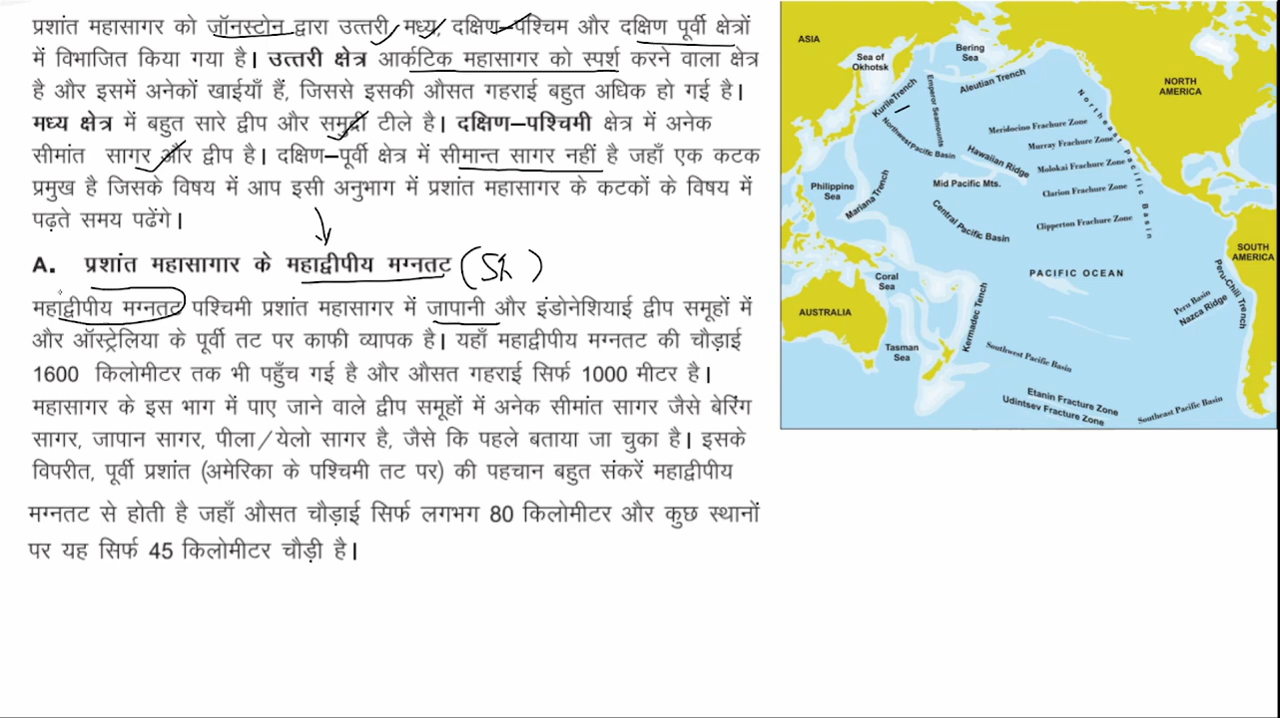 प्रशांत महासागर को जॉनस्टोन द्वारा उत्तरी, मध्य, दक्षिण–पश्चिम और दक्षिण पूर्वी क्षेत्रों
में विभाजित किया गया है। उत्तरी क्षेत्र आर्कटिक महासागर को स्पर्श करने वाला क्षेत्र
है और इसमें अनेकों खाईयाँ हैं, जिससे इसकी औसत गहराई बहुत अधिक हो गई है।
मध्य क्षेत्र में बहुत सारे द्वीप और समुद्री टीले है। दक्षिण–पश्चिमी क्षेत्र में अनेक
सीमांत सागर और द्वीप है। दक्षिण–पूर्वी क्षेत्र में सीमान्त सागर नहीं है जहाँ एक कटक
प्रमुख है जिसके विषय में आप इसी अनुभाग में प्रशांत महासागर के कटकों के विषय में
पढ़ते समय पढेंगे।
A. प्रशांत महासागार के महाद्वीपीय मग्नतट
महाद्वीपीय मग्नतट पश्चिमी प्रशांत महासागर में जापानी और इंडोनेशियाई द्वीप समूहों में
और ऑस्ट्रेलिया के पूर्वी तट पर काफी व्यापक है। यहाँ महाद्वीपीय मग्नतट की चौड़ाई
1600 किलोमीटर तक भी पहुँच गई है और औसत गहराई सिर्फ 1000 मीटर है।
महासागर के इस भाग में पाए जाने वाले द्वीप समूहों में अनेक सीमांत सागर जैसे बेरिंग
सागर, जापान सागर, पीला/येलो सागर है, जैसे कि पहले बताया जा चुका है। इसके
विपरीत, पूर्वी प्रशांत (अमेरिका के पश्चिमी तट पर) की पहचान बहुत संकरें महाद्वीपीय
मग्नतट से होती है जहाँ औसत चौड़ाई सिर्फ लगभग 80 किलोमीटर और कुछ स्थानों
पर यह सिर्फ 45 किलोमीटर चौड़ी है।
ASIA
Sea of
Okhotsk
Bering
Sea
Aleutian Trench
NORTH
AMERICA
Kurile Trench
Emperor Seamounts
Northeast Pacific Basin
Northwest Pacific Basin
Meridocino Frachure Zone
Murray Frachure Zone
Hawaiian Ridge
Molokai Frachure Zone
Philippine
Sea
Mariana Trench
Mid Pacific Mts.
Clarion Frachure Zone
Central Pacific Basin
Clipperton Frachure Zone
SOUTH
AMERICA
Coral
Sea
PACIFIC OCEAN
Peru-Chili Trench
AUSTRALIA
Kermadec Tench
Peru Basin
Nazca Ridge
Tasman
Sea
Southwest Pacific Basin
Etanin Fracture Zone
Udintsev Fracture Zone
Southeast Pacific Basin